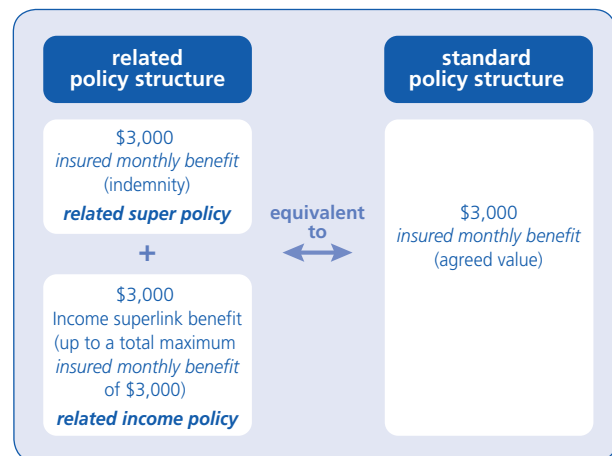 related
policy structure
$3,000
insured monthly benefit
(indemnity)
related super policy
+
$3,000
Income superlink benefit
(up to a total maximum
insured monthly benefit
of $3,000)
related income policy
equivalent
to
standard
policy structure
$3,000
insured monthly benefit
(agreed value)